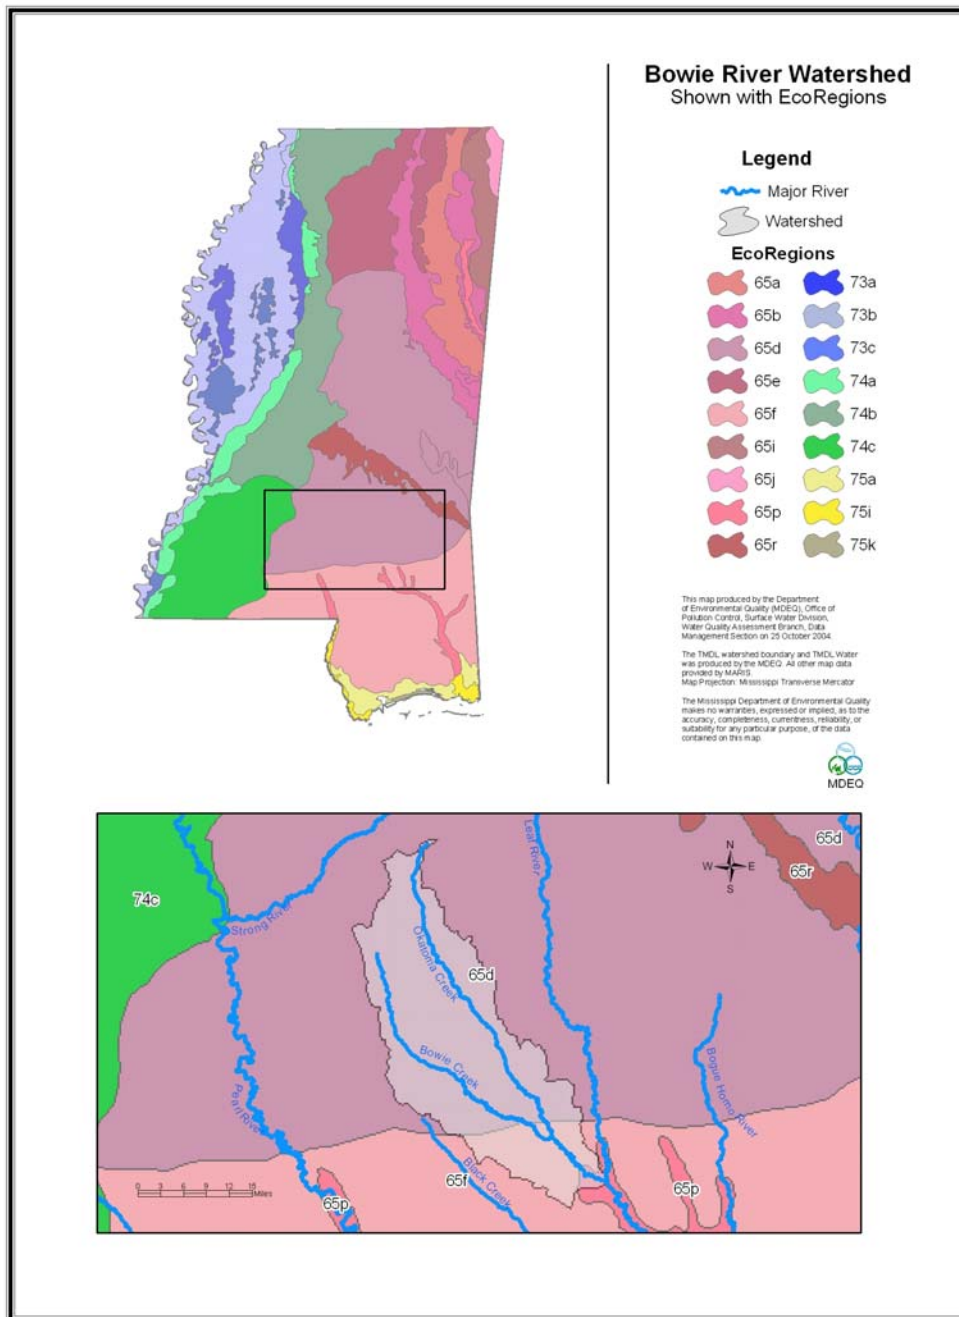 Bowie River Watershed
Shown with EcoRegions
Legend
Major River
Watershed
EcoRegions
65a 73a
65b 73b
65d 73c
65e 74a
65f 74b
65i 74c
65j 75a
65p 75i
65r 75k
This map produced by the Department
of Environmental Quality (MDEQ), Office of
Pollution Control, Surface Water Division,
Water Quality Assessment Branch, Data
Management Section on 25 October 2004.
The TMDL watershed boundary and TMDL Water
was produced by the MDEQ. All other map data
provided by MARIS.
Map Projection: Mississippi Transverse Mercator
The Mississippi Department of Environmental Quality
makes no warranties, expressed or implied, as to the
accuracy, completeness, currentness, reliability, or
suitability for any particular purpose, of the data
contained on this map.
MDEQ
Leaf River
65d
N
W E
S
65r
74c
Strong River
Okatoma Creek
65d
Bowie Creek
Bogue Homo River
Pearl River
Black Creek
65f
65p
65p
0 3 6 9 12 15
Miles